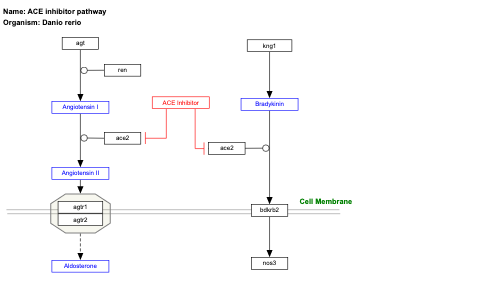 Name: ACE inhibitor pathway
Organism: Danio rerio
agt
kng1
ren
Angiotensin I
ACE inhibitor
Bradykinin
ace2
ace2
Angiotensin II
Cell Membrane
agtr1
bdkrb2
agtr2
Aldosterone
nos3